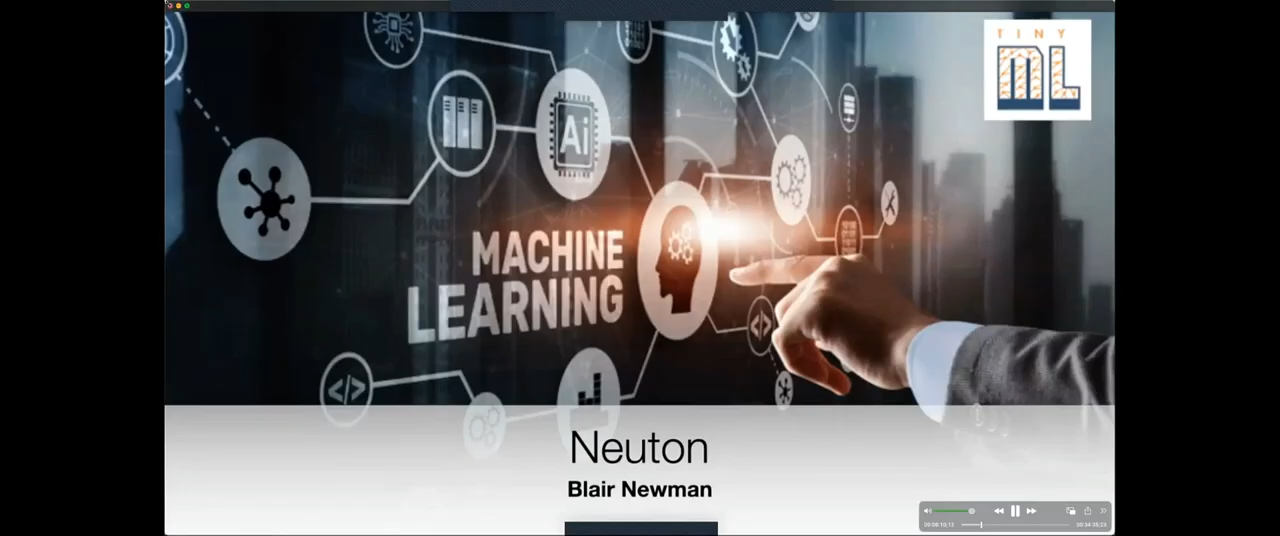 TINY
ML
Ai
MACHINE
LEARNING
</>
</>
Neuton
Blair Newman